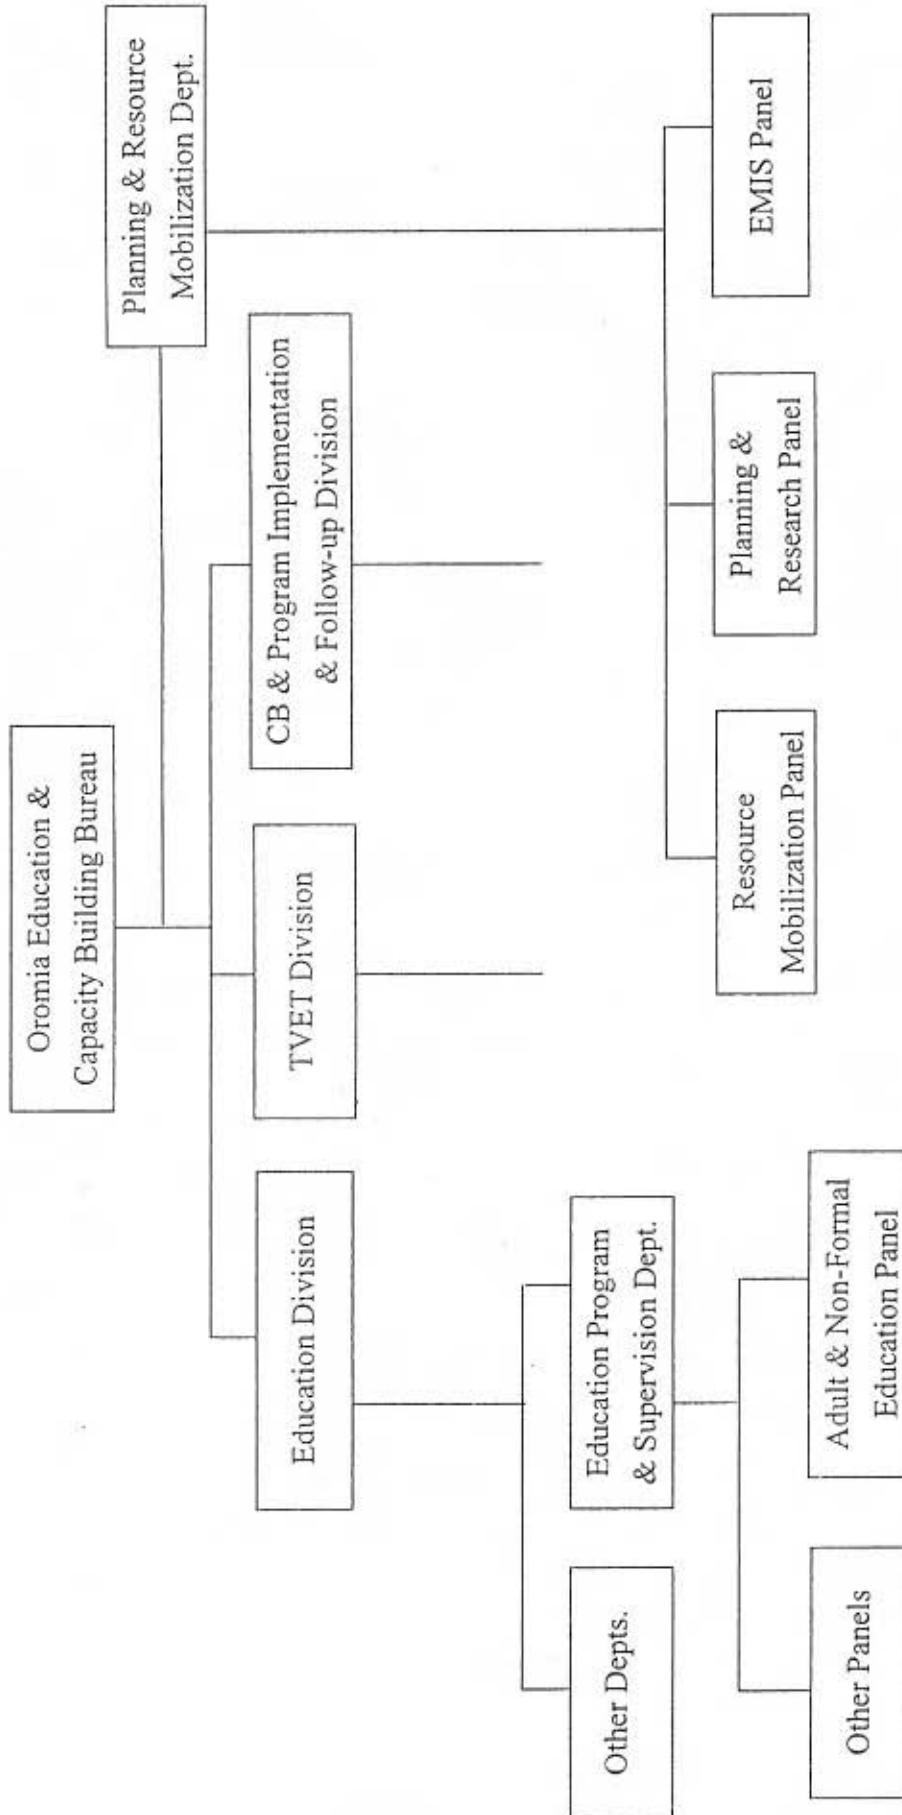 Oromia Education &
Capacity Building Bureau
Planning & Resource
Mobilization Dept.
Education Division
TVET Division
CB & Program Implementation
& Follow-up Division
Other Depts.
Education Program
& Supervision Dept.
Resource
Mobilization Panel
Planning &
Research Panel
EMIS Panel
Other Panels
Adult & Non-Formal
Education Panel